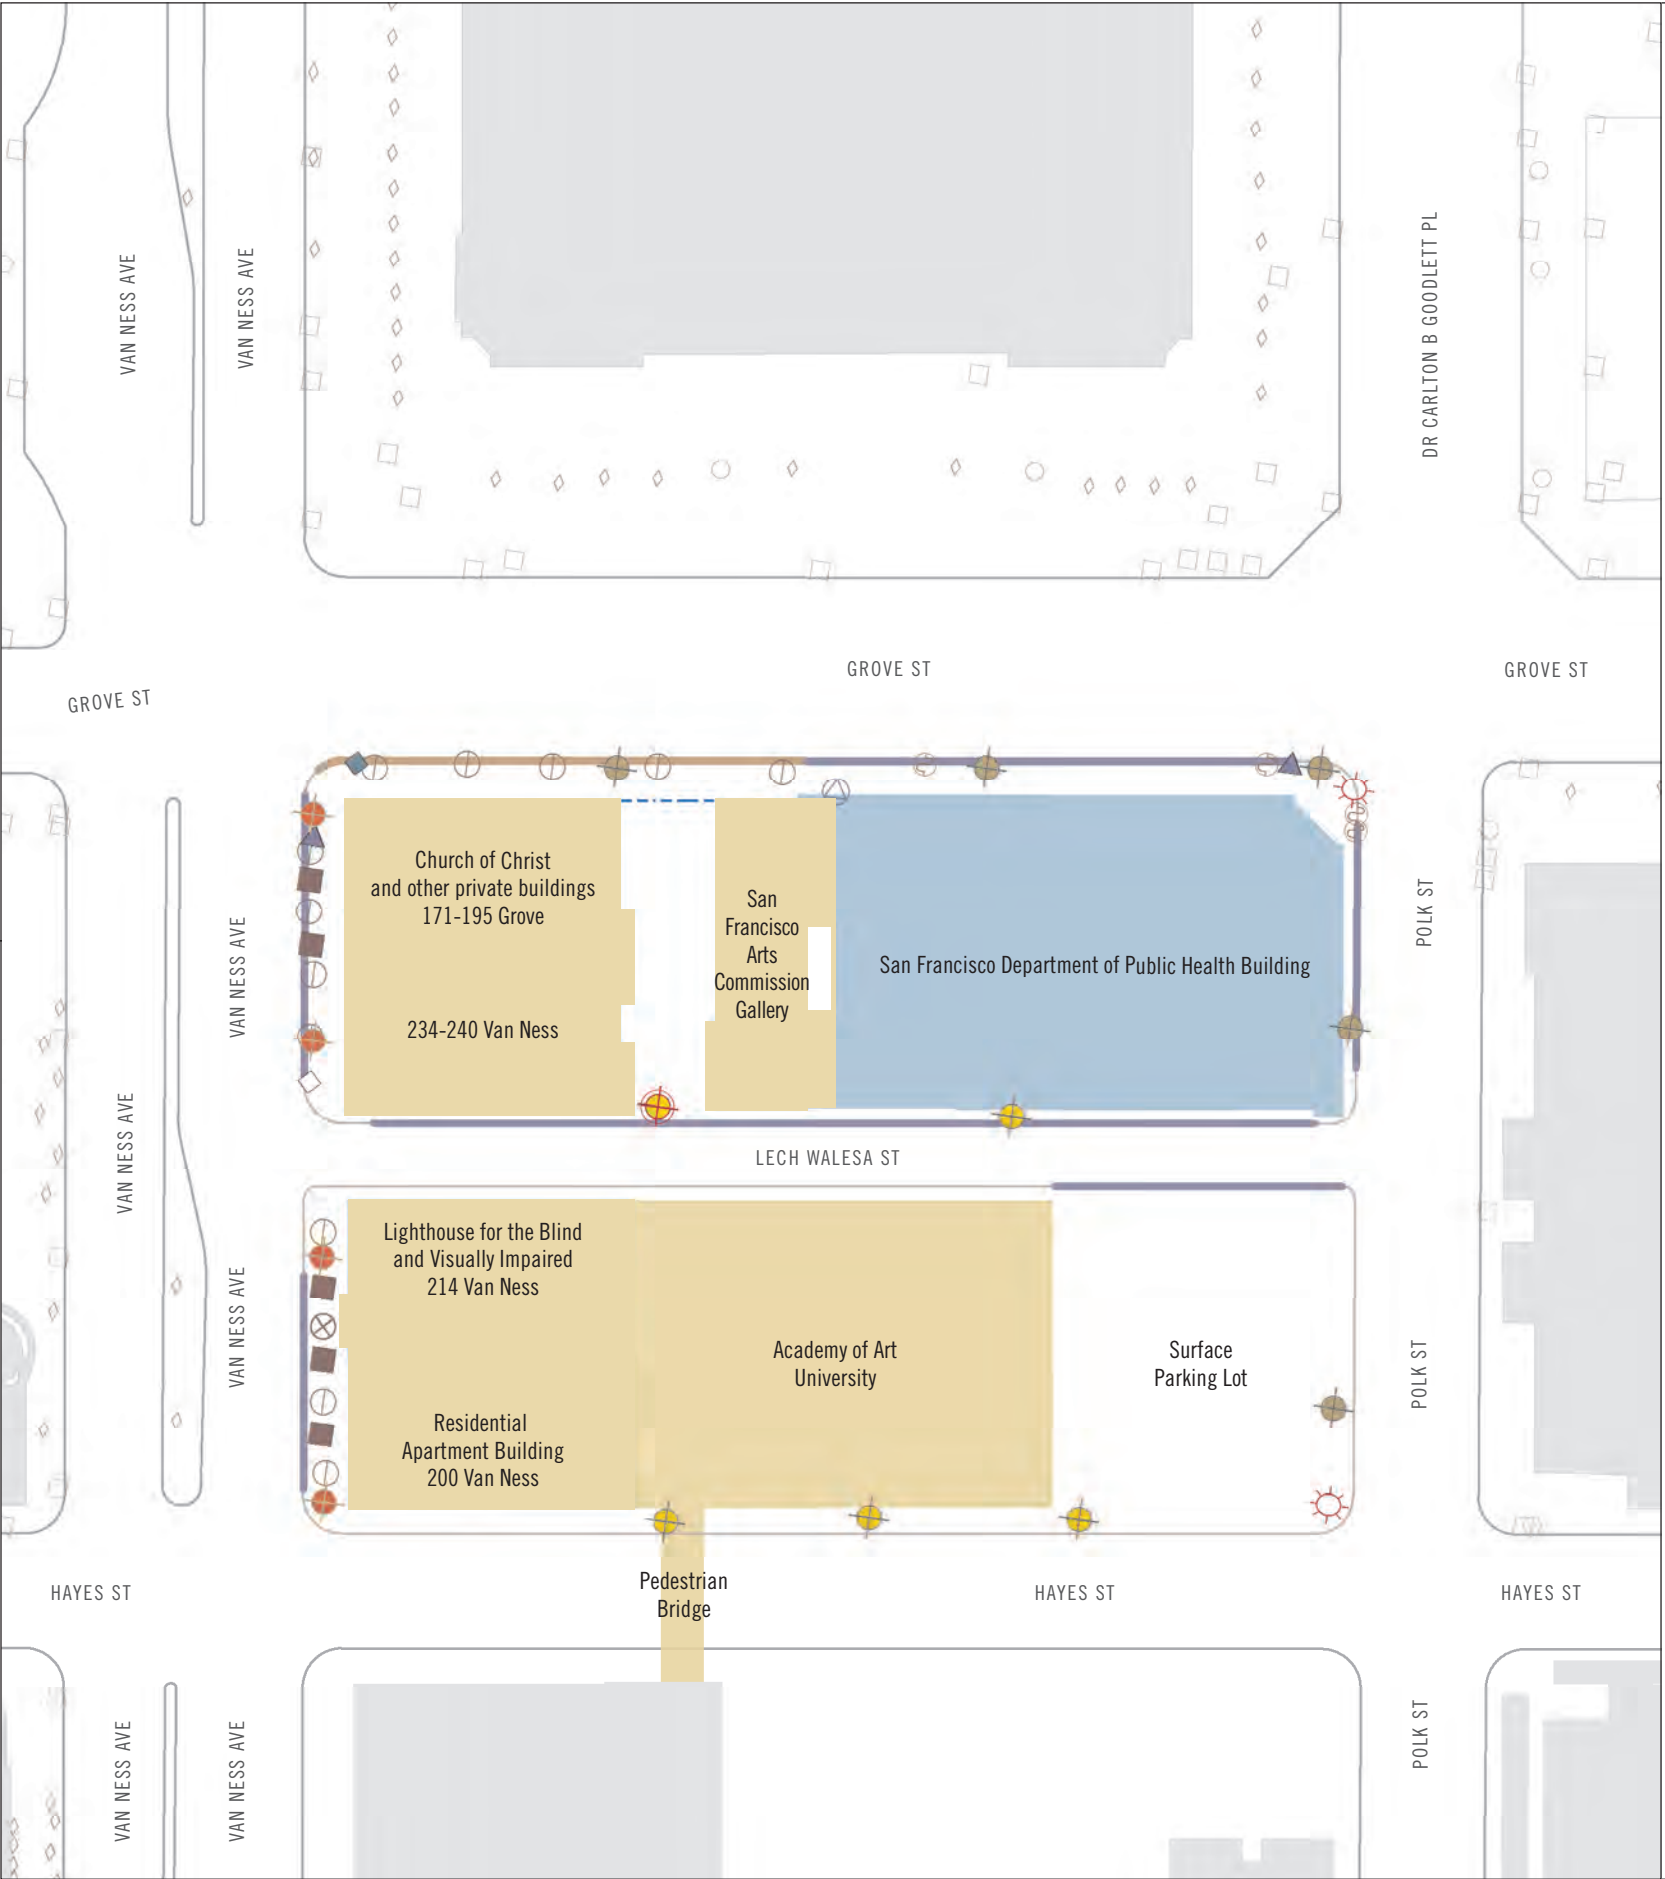 VAN NESS AVE
VAN NESS AVE
DR CARLTON B GOODLETT PL
GROVE ST
GROVE ST
GROVE ST
Church of Christ
and other private buildings
171-195 Grove
234-240 Van Ness
San
Francisco
Arts
Commission
Gallery
San Francisco Department of Public Health Building
VAN NESS AVE
POLK ST
VAN NESS AVE
LECH WALESA ST
Lighthouse for the Blind
and Visually Impaired
214 Van Ness
VAN NESS AVE
Academy of Art
University
Surface
Parking Lot
POLK ST
Residential
Apartment Building
200 Van Ness
HAYES ST
Pedestrian
Bridge
HAYES ST
HAYES ST
VAN NESS AVE
VAN NESS AVE
POLK ST